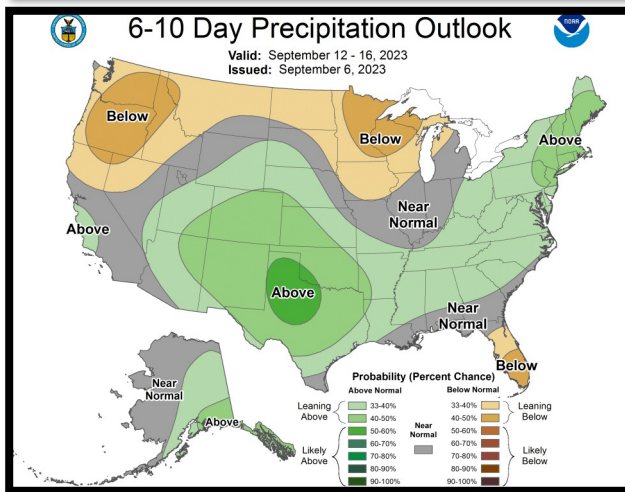 6-10 Day Precipitation Outlook
NOAA
Valid: September 12 - 16, 2023
Issued: September 6, 2023
Below
Below
Above
Near
Normal
Above
Above
Near
Normal
Below
Near
Normal
Above
Probability (Percent Chance)
Above Normal
Below Normal
Leaning
Above
33-40%
40-50%
Likely
Above
50-60%
60-70%
70-80%
80-90%
90-100%
Near
Normal
33-40%
40-50%
Leaning
Below
50-60%
60-70%
70-80%
80-90%
90-100%
Likely
Below